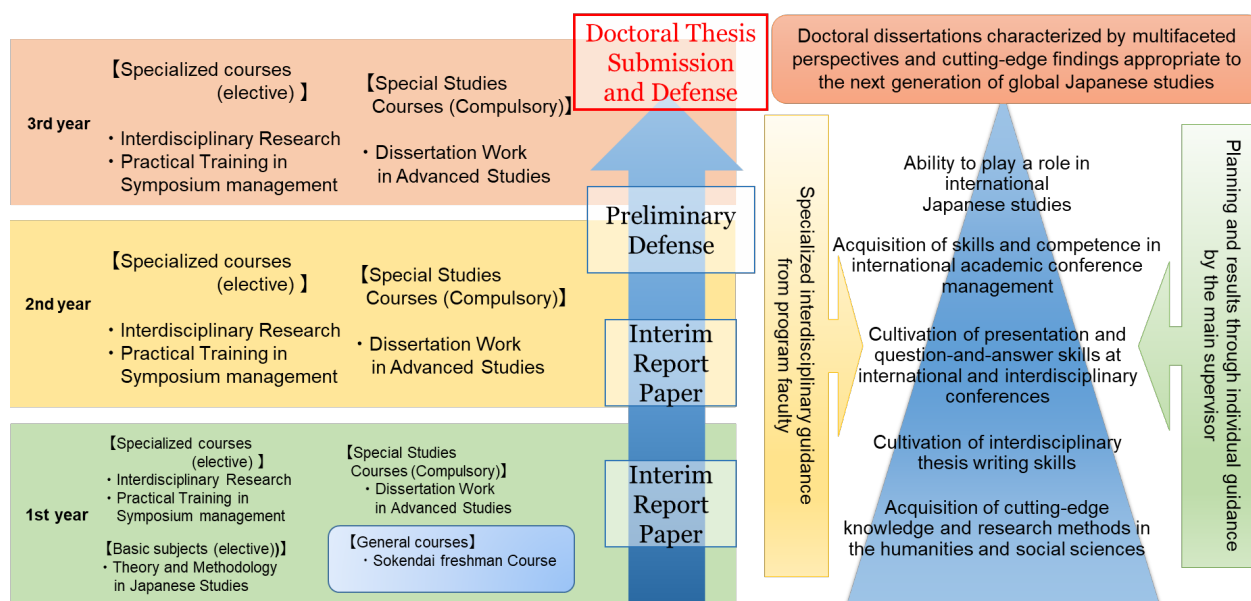 Doctoral Thesis
Submission
and Defense
3rd year
【Specialized courses
(elective) 】
・Interdisciplinary Research
・Practical Training in
Symposium management
【Special Studies
Courses (Compulsory)】
・Dissertation Work
in Advanced Studies
Preliminary
Defense
2nd year
【Specialized courses
(elective) 】
・Interdisciplinary Research
・Practical Training in
Symposium management
【Special Studies
Courses (Compulsory)】
・Dissertation Work
in Advanced Studies
Interim
Report
Paper
1st year
【Specialized courses
(elective) 】
・Interdisciplinary Research
・Practical Training in
Symposium management
【Basic subjects (elective))】
・Theory and Methodology
in Japanese Studies
【Special Studies
Courses (Compulsory)】
・Dissertation Work
in Advanced Studies
【General courses】
・Sokendai freshman Course
Interim
Report
Paper
Doctoral dissertations characterized by multifaceted
perspectives and cutting-edge findings appropriate to
the next generation of global Japanese studies
Specialized interdisciplinary guidance
from program faculty
Ability to play a role in
international
Japanese studies
Acquisition of skills and competence in
international academic conference
management
Cultivation of presentation and
question-and-answer skills at
international and interdisciplinary
conferences
Cultivation of interdisciplinary
thesis writing skills
Acquisition of cutting-edge
knowledge and research methods in
the humanities and social sciences
Planning and results through individual guidance
by the main supervisor